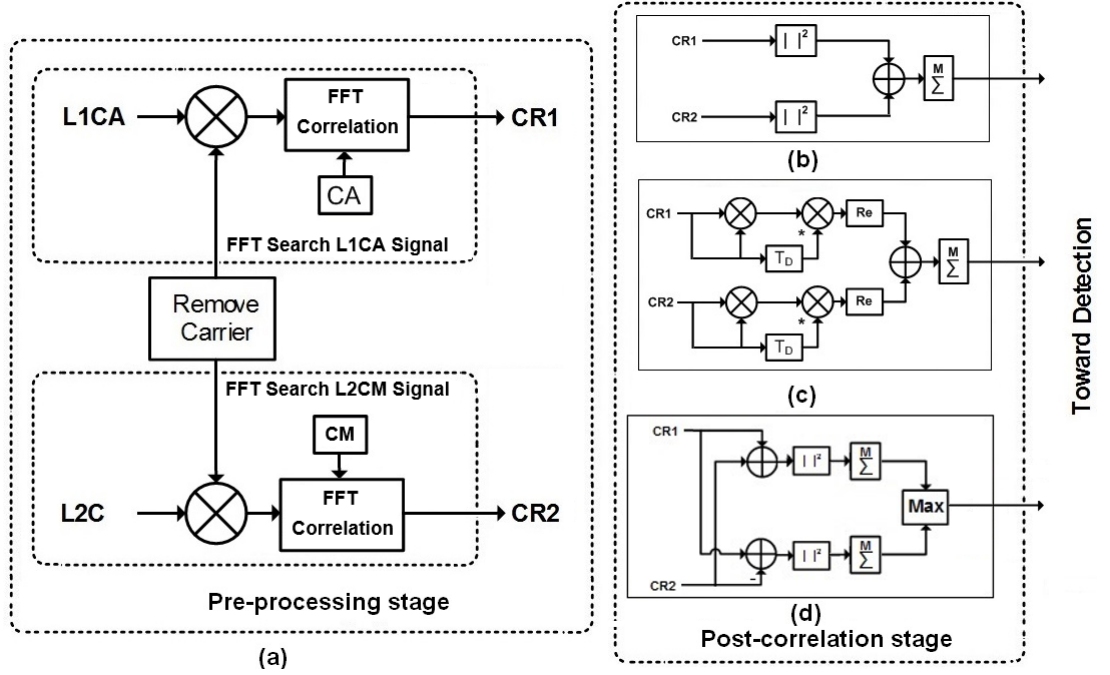 L1CA
FFT
Correlation
CR1
CA
FFT Search L1CA Signal
Remove
Carrier
FFT Search L2CM Signal
CM
L2C
FFT
Correlation
CR2
Pre-processing stage
(a)
CR1
| |²
M
Σ
CR2
| |²
(b)
CR1
Re
*
T_D
M
Σ
CR2
Re
*
T_D
(c)
CR1
| |²
M
Σ
Max
| |²
M
Σ
CR2
-
(d)
Post-correlation stage
Toward Detection